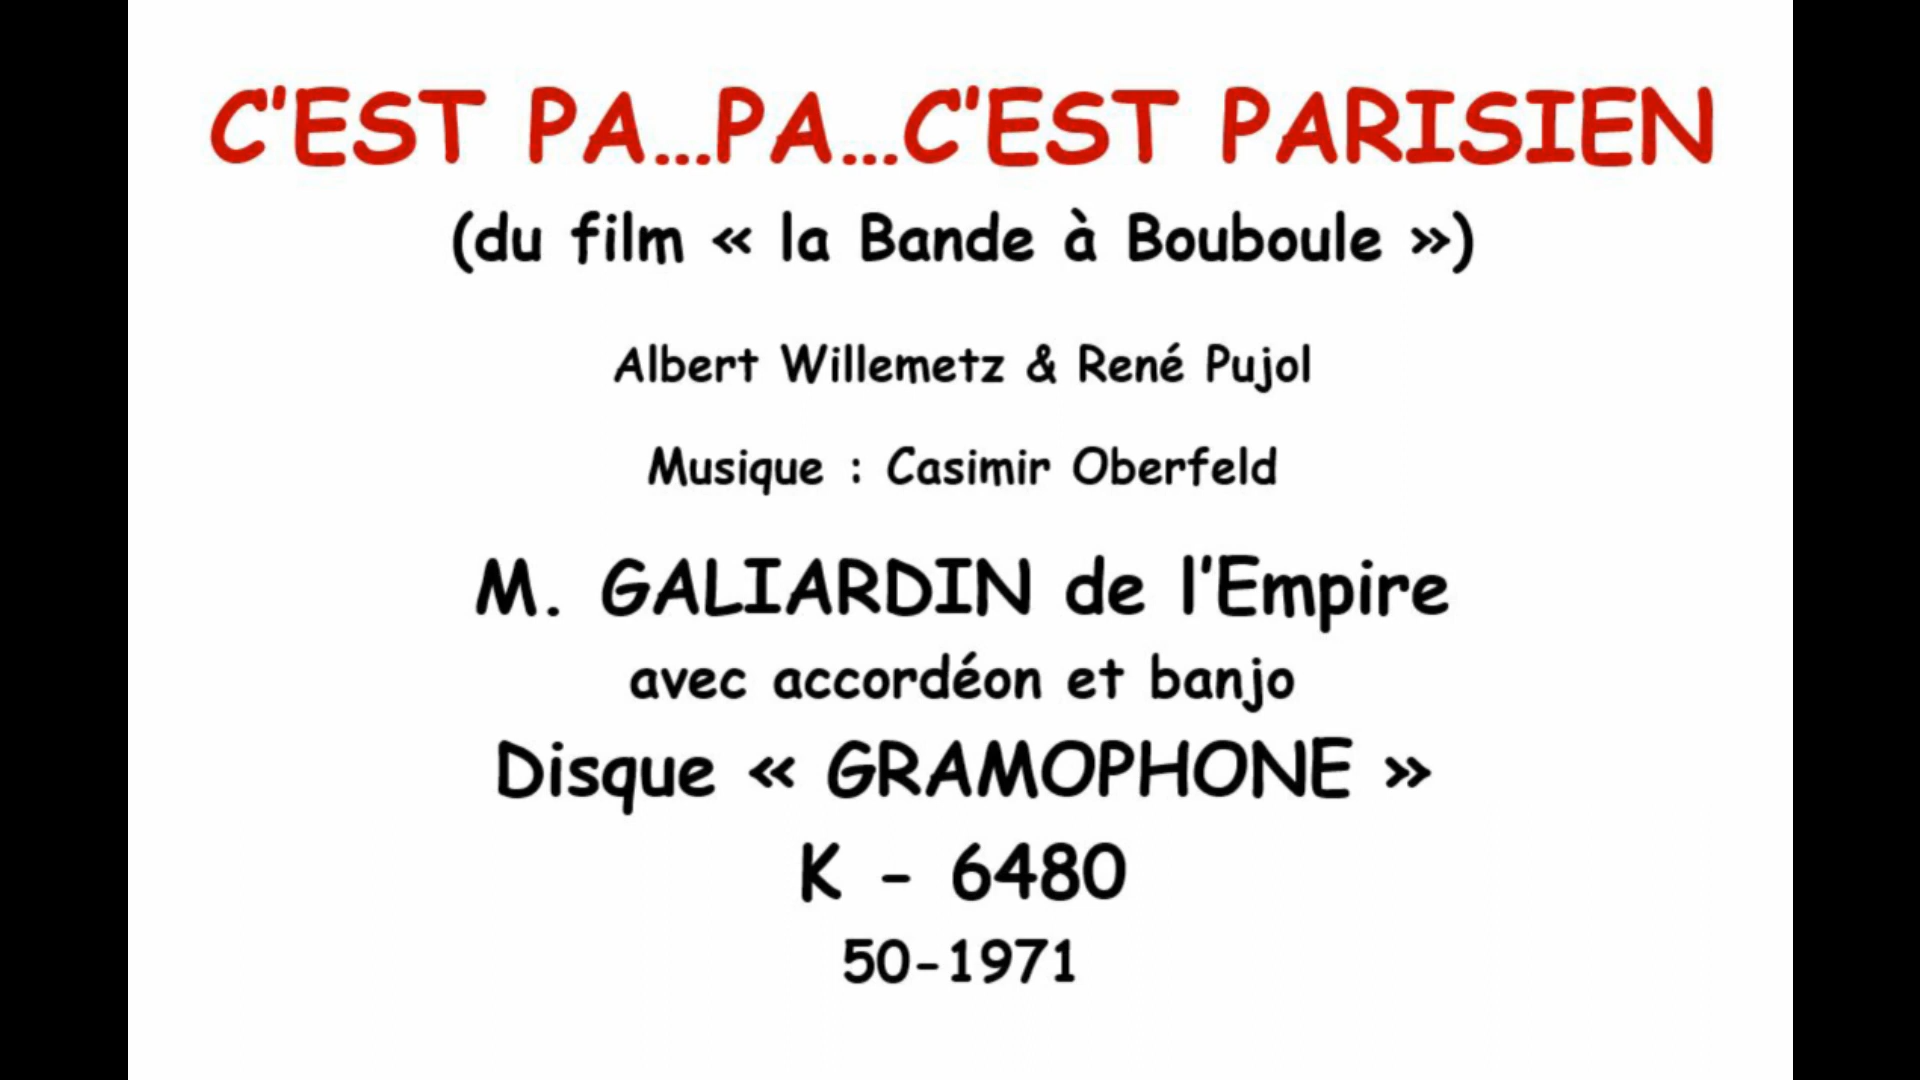 C'EST PA...PA...C'EST PARISIEN
(du film « la Bande à Bouboule »)
Albert Willemetz & René Pujol
Musique : Casimir Oberfeld
M. GALIARDIN de l'Empire
avec accordéon et banjo
Disque « GRAMOPHONE »
K - 6480
50-1971